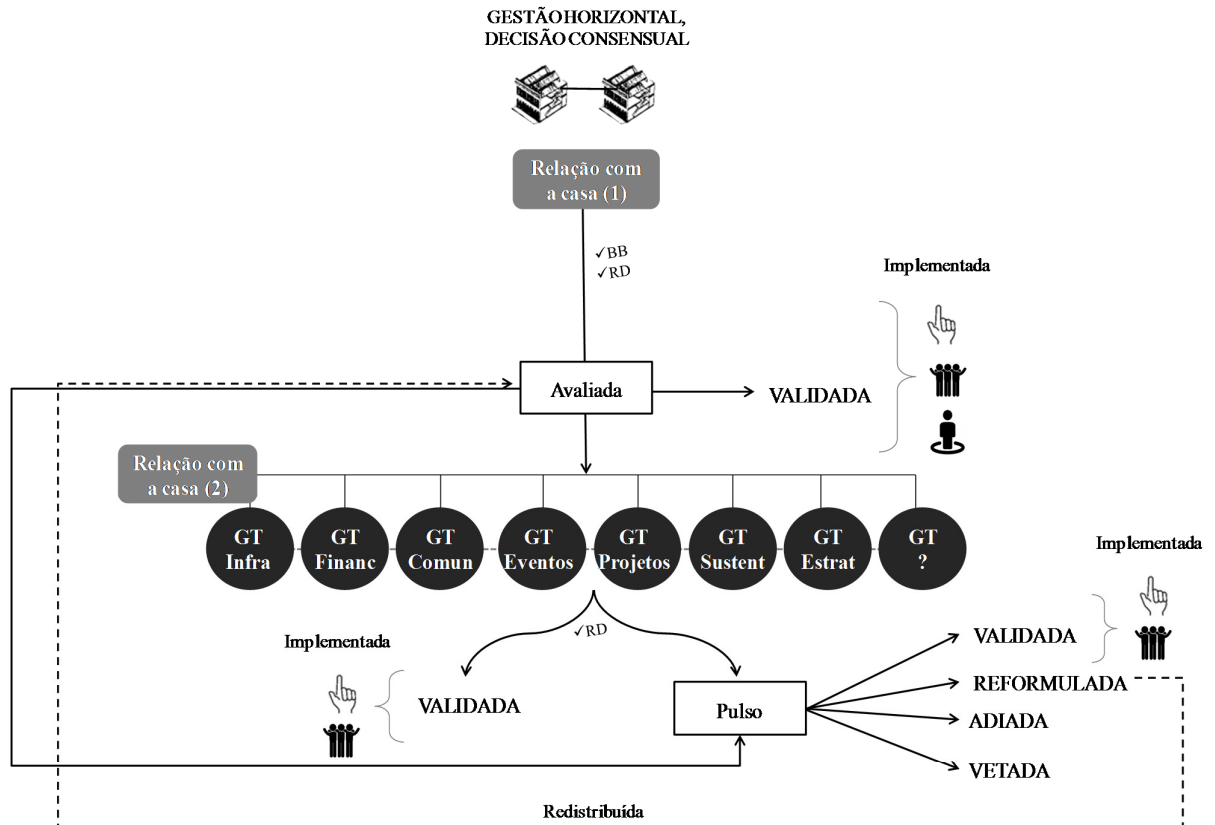 GESTÃO HORIZONTAL,
DECISÃO CONSENSUAL
Relação com
a casa (1)
✓BB
✓RD
Implementada
Avaliada
VALIDADA
Relação com
a casa (2)
GT
Infra
GT
Financ
GT
Comun
GT
Eventos
GT
Projetos
GT
Sustent
GT
Estrat
GT
?
Implementada
✓RD
Implementada
VALIDADA
VALIDADA
REFORMULADA
Pulso
ADIADA
VETADA
Redistribuída